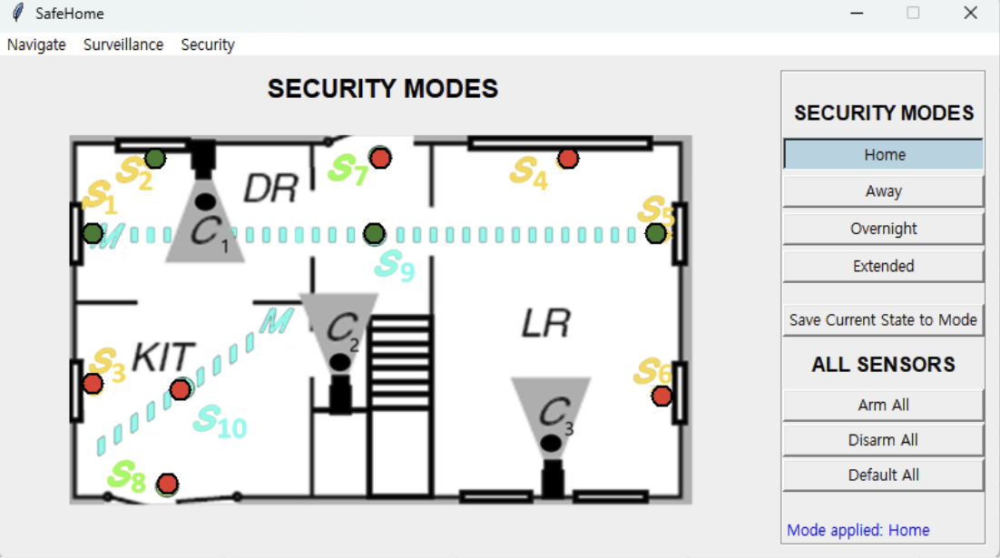 SafeHome
Navigate Surveillance Security
SECURITY MODES
S1
S2
DR
S7
S4
S5
M
C1
S9
M
C2
LR
S3
KIT
S10
S6
C3
S8
SECURITY MODES
Home
Away
Overnight
Extended
Save Current State to Mode
ALL SENSORS
Arm All
Disarm All
Default All
Mode applied: Home